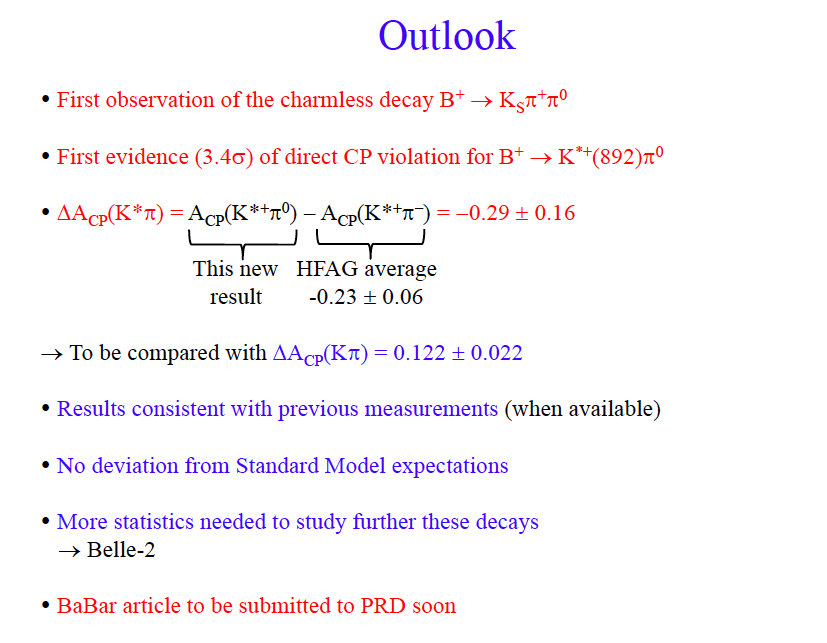 Outlook
• First observation of the charmless decay B⁺ → K_Sπ⁺π⁰
• First evidence (3.4σ) of direct CP violation for B⁺ → K*⁺(892)π⁰
• ΔA_CP(K*π) = A_CP(K*⁺π⁰) – A_CP(K*⁺π⁻) = –0.29 ± 0.16
This new HFAG average
result -0.23 ± 0.06
→ To be compared with ΔA_CP(Kπ) = 0.122 ± 0.022
• Results consistent with previous measurements (when available)
• No deviation from Standard Model expectations
• More statistics needed to study further these decays
→ Belle-2
• BaBar article to be submitted to PRD soon